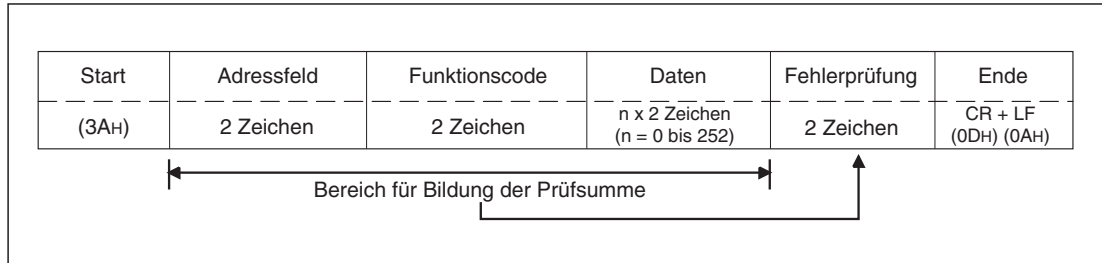 Start Adressfeld Funktionscode Daten Fehlerprüfung Ende
(3AH) 2 Zeichen 2 Zeichen n x 2 Zeichen (n = 0 bis 252) 2 Zeichen CR + LF (0DH) (0AH)
Bereich für Bildung der Prüfsumme